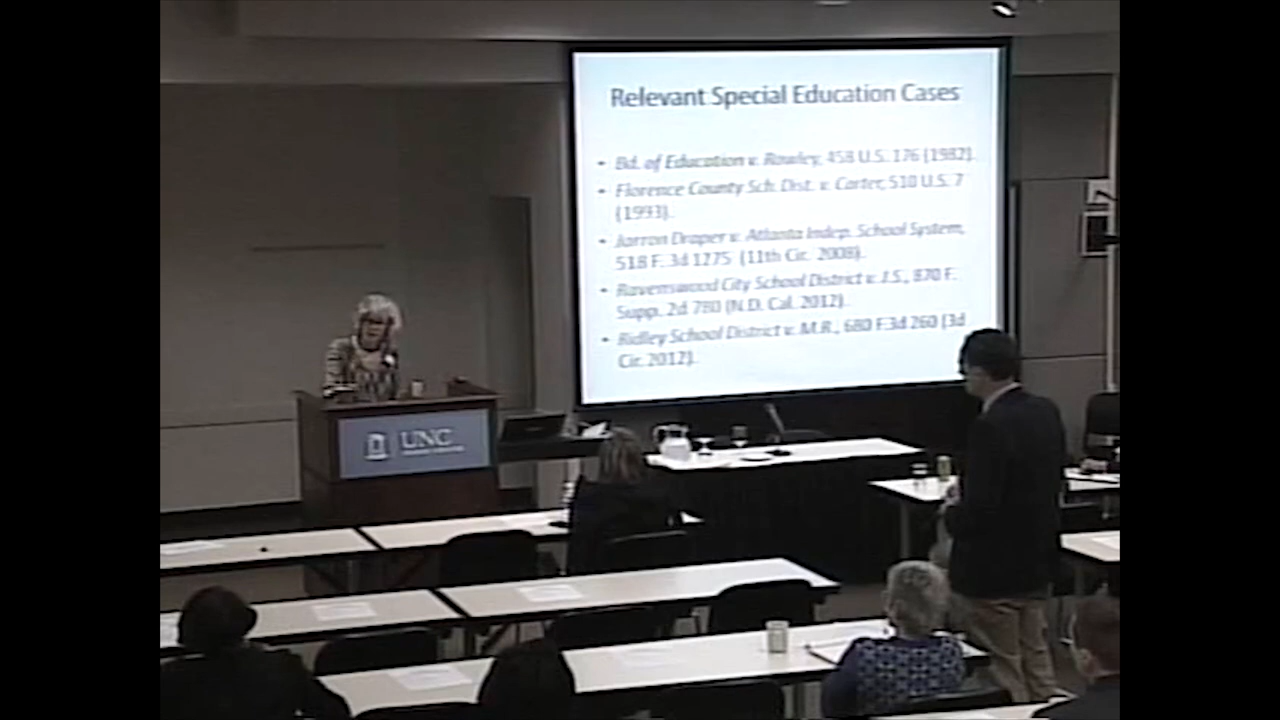 Relevant Special Education Cases
• Bd. of Education v. Rowley, 458 U.S. 176 (1982).
• Florence County Sch. Dist. v. Carter, 510 U.S. 7
(1993).
• Jarron Draper v. Atlanta Indep. School System,
518 F. 3d 1275 (11th Cir. 2008).
• Ravenswood City School District v. J.S., 870 F.
Supp. 2d 780 (N.D. Cal. 2012).
• Ridley School District v. M.R., 680 F.3d 260 (3d
Cir. 2012).
UNC